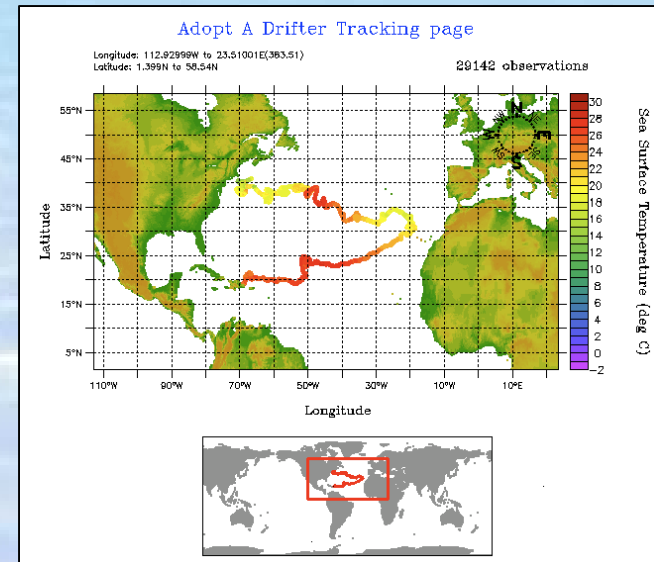 Adopt A Drifter Tracking page
Longitude: 112.92999W to 23.51001E(383.51)
Latitude: 1.399N to 58.54N
29142 observations
55°N
45°N
35°N
25°N
15°N
5°N
Latitude
110°W 90°W 70°W 50°W 30°W 10°W 10°E
Longitude
N
E
S
30
28
26
24
22
20
18
16
14
12
10
8
6
4
2
0
-2
Sea Surface Temperature (deg C)